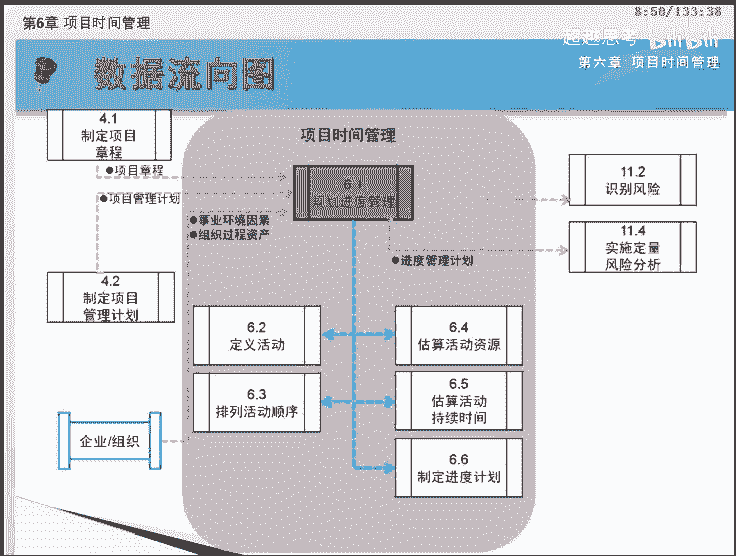 第6章 项目时间管理
8:50/133:38
超越思考 bilibili
数据流向图
第六章 项目时间管理
4.1
制定项目
章程
项目时间管理
●项目章程
6.1
规划进度管理
11.2
识别风险
●项目管理计划
●事业环境因素
●组织过程资产
11.4
实施定量
风险分析
●进度管理计划
4.2
制定项目
管理计划
6.2
定义活动
6.4
估算活动资源
6.3
排列活动顺序
6.5
估算活动
持续时间
企业/组织
6.6
制定进度计划